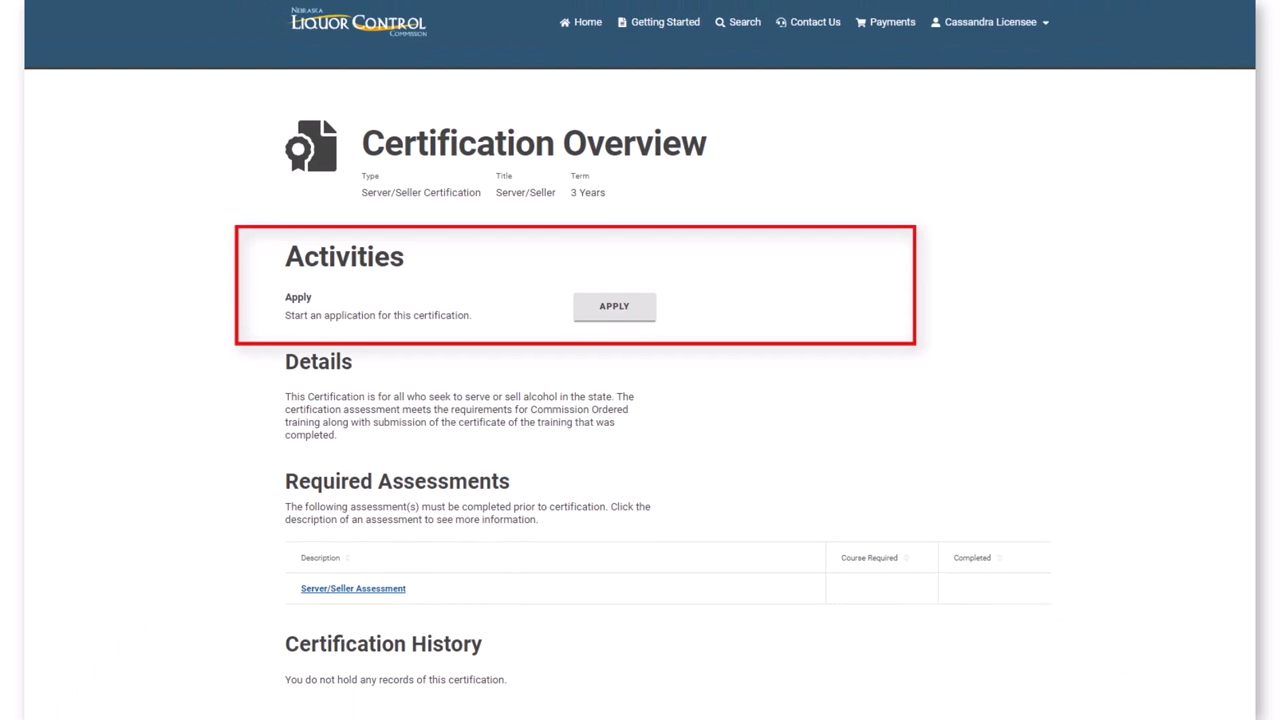 NEBRASKA
LIQUOR CONTROL
COMMISSION
Home Getting Started Search Contact Us Payments Cassandra Licensee
Certification Overview
Type Title Term
Server/Seller Certification Server/Seller 3 Years
Activities
Apply
Start an application for this certification.
APPLY
Details
This Certification is for all who seek to serve or sell alcohol in the state. The
certification assessment meets the requirements for Commission Ordered
training along with submission of the certificate of the training that was
completed.
Required Assessments
The following assessment(s) must be completed prior to certification. Click the
description of an assessment to see more information.
Description Course Required Completed
Server/Seller Assessment
Certification History
You do not hold any records of this certification.